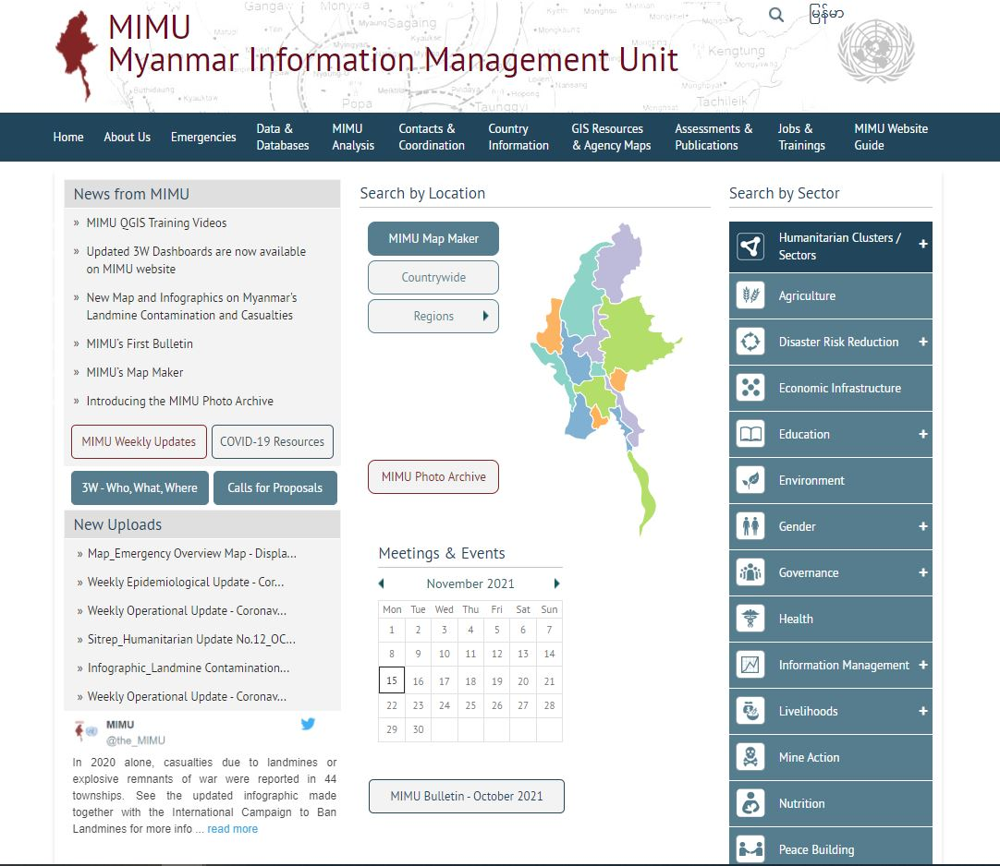 MIMU
Myanmar Information Management Unit
မြန်မာ
Home
About Us
Emergencies
Data &
Databases
MIMU
Analysis
Contacts &
Coordination
Country
Information
GIS Resources
& Agency Maps
Assessments &
Publications
Jobs &
Trainings
MIMU Website
Guide
News from MIMU
» MIMU QGIS Training Videos
» Updated 3W Dashboards are now available
on MIMU website
» New Map and Infographics on Myanmar's
Landmine Contamination and Casualties
» MIMU's First Bulletin
» MIMU's Map Maker
» Introducing the MIMU Photo Archive
MIMU Weekly Updates
COVID-19 Resources
3W - Who, What, Where
Calls for Proposals
New Uploads
» Map_Emergency Overview Map - Displa...
» Weekly Epidemiological Update - Cor...
» Weekly Operational Update - Coronav...
» Sitrep_Humanitarian Update No.12_OC...
» Infographic_Landmine Contamination...
» Weekly Operational Update - Coronav...
MIMU
@the_MIMU
In 2020 alone, casualties due to landmines or
explosive remnants of war were reported in 44
townships. See the updated infographic made
together with the International Campaign to Ban
Landmines for more info ... read more
Search by Location
MIMU Map Maker
Countrywide
Regions
MIMU Photo Archive
Meetings & Events
November 2021
Mon Tue Wed Thu Fri Sat Sun
1 2 3 4 5 6 7
8 9 10 11 12 13 14
15 16 17 18 19 20 21
22 23 24 25 26 27 28
29 30
MIMU Bulletin - October 2021
Search by Sector
Humanitarian Clusters /
Sectors +
Agriculture
Disaster Risk Reduction +
Economic Infrastructure
Education +
Environment
Gender +
Governance +
Health
Information Management +
Livelihoods +
Mine Action
Nutrition
Peace Building